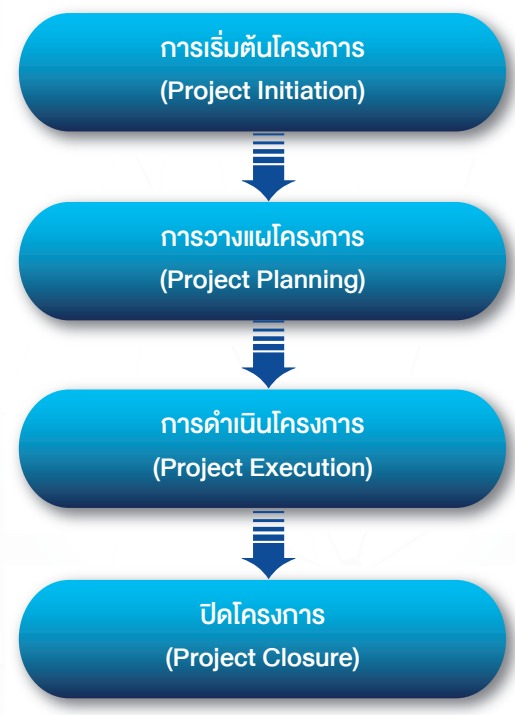 การเริ่มต้นโครงการ
(Project Initiation)
การวางแผโครงการ
(Project Planning)
การดำเนินโครงการ
(Project Execution)
ปิดโครงการ
(Project Closure)